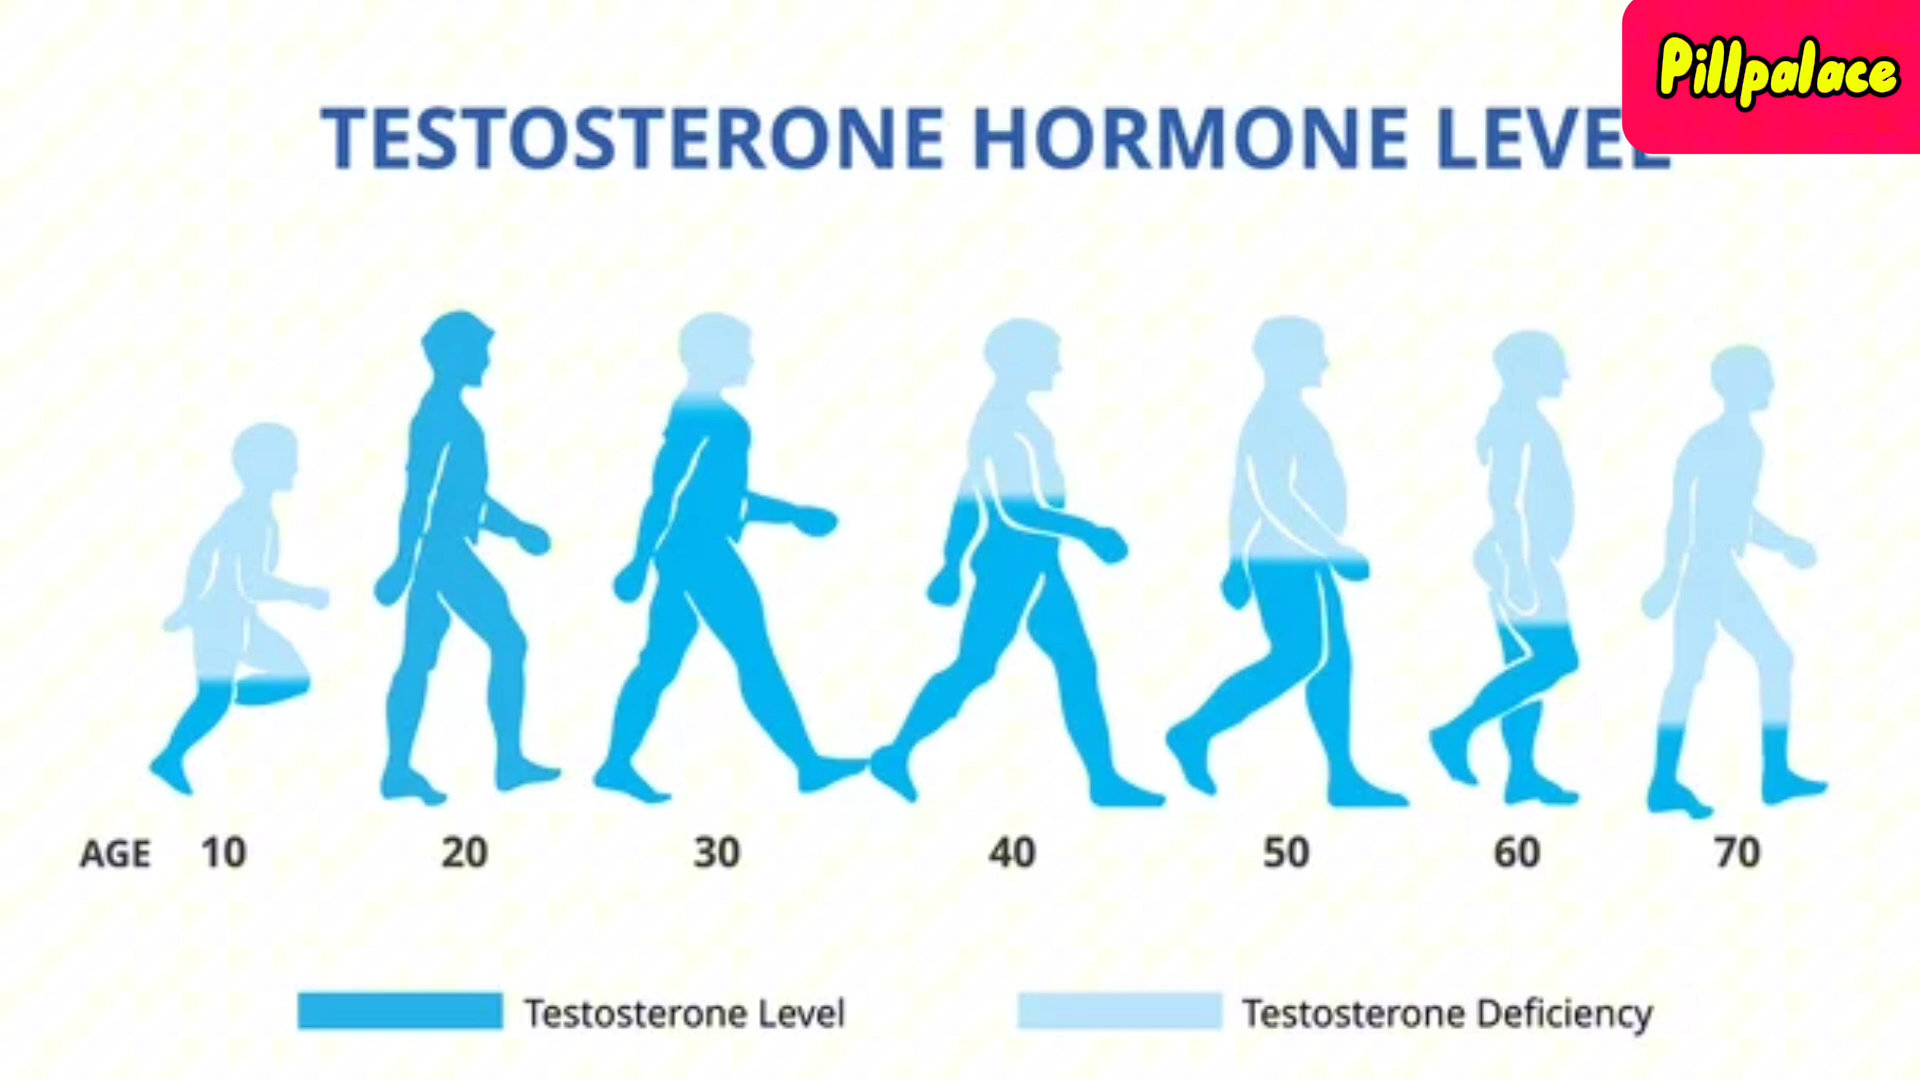 Pillpalace
TESTOSTERONE HORMONE LEVEL
AGE 10 20 30 40 50 60 70
Testosterone Level Testosterone Deficiency